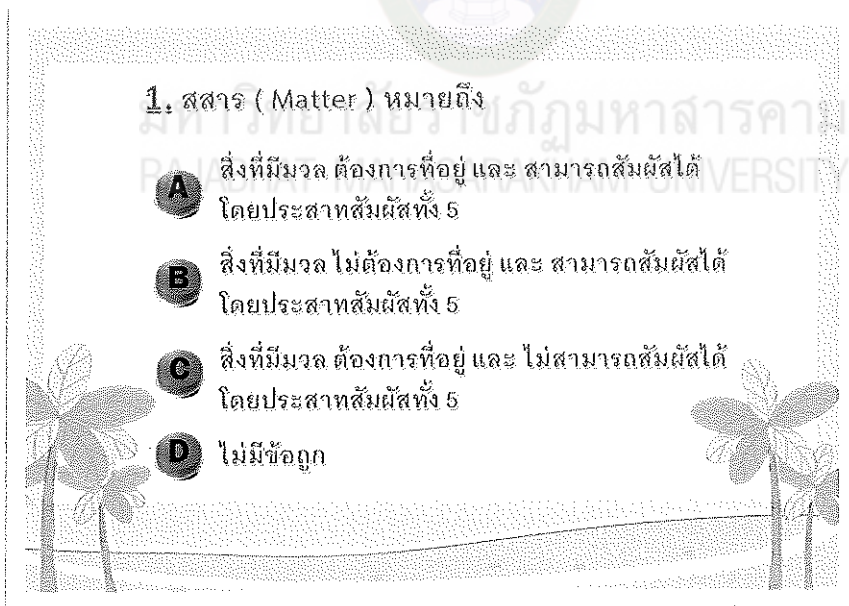 1. สสาร ( Matter ) หมายถึง
มหาวิทยาลัยราชภัฏมหาสารคาม
A สิ่งที่มีมวล ต้องการที่อยู่ และ สามารถสัมผัสได้
RAJABHAT MAHASARAKHAM UNIVERSITY
โดยประสาทสัมผัสทั้ง 5
B สิ่งที่มีมวล ไม่ต้องการที่อยู่ และ สามารถสัมผัสได้
โดยประสาทสัมผัสทั้ง 5
C สิ่งที่มีมวล ต้องการที่อยู่ และ ไม่สามารถสัมผัสได้
โดยประสาทสัมผัสทั้ง 5
D ไม่มีข้อถูก